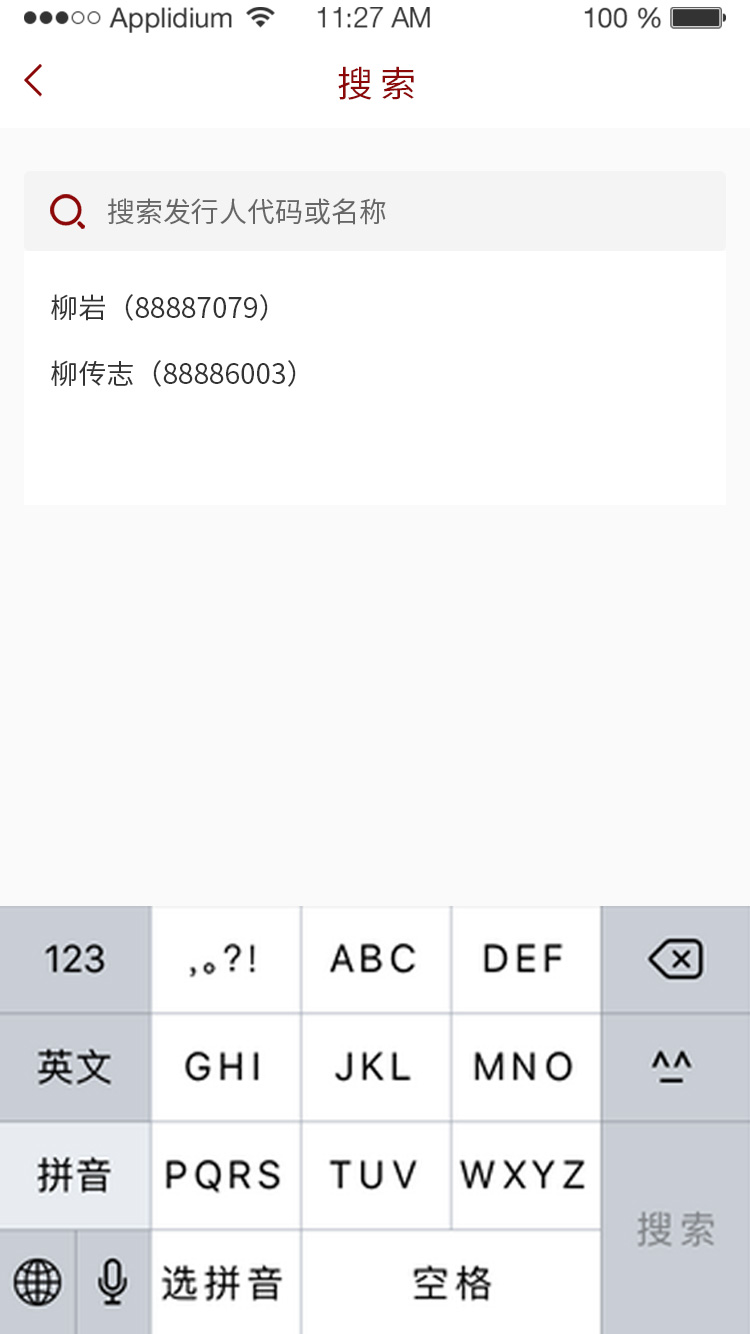 Applidium 11:27 AM 100 %
搜索
搜索发行人代码或名称
柳岩（88887079）
柳传志（88886003）
123 ,。?! ABC DEF
英文 GHI JKL MNO ^^
拼音 PQRS TUV WXYZ
搜索
选拼音 空格